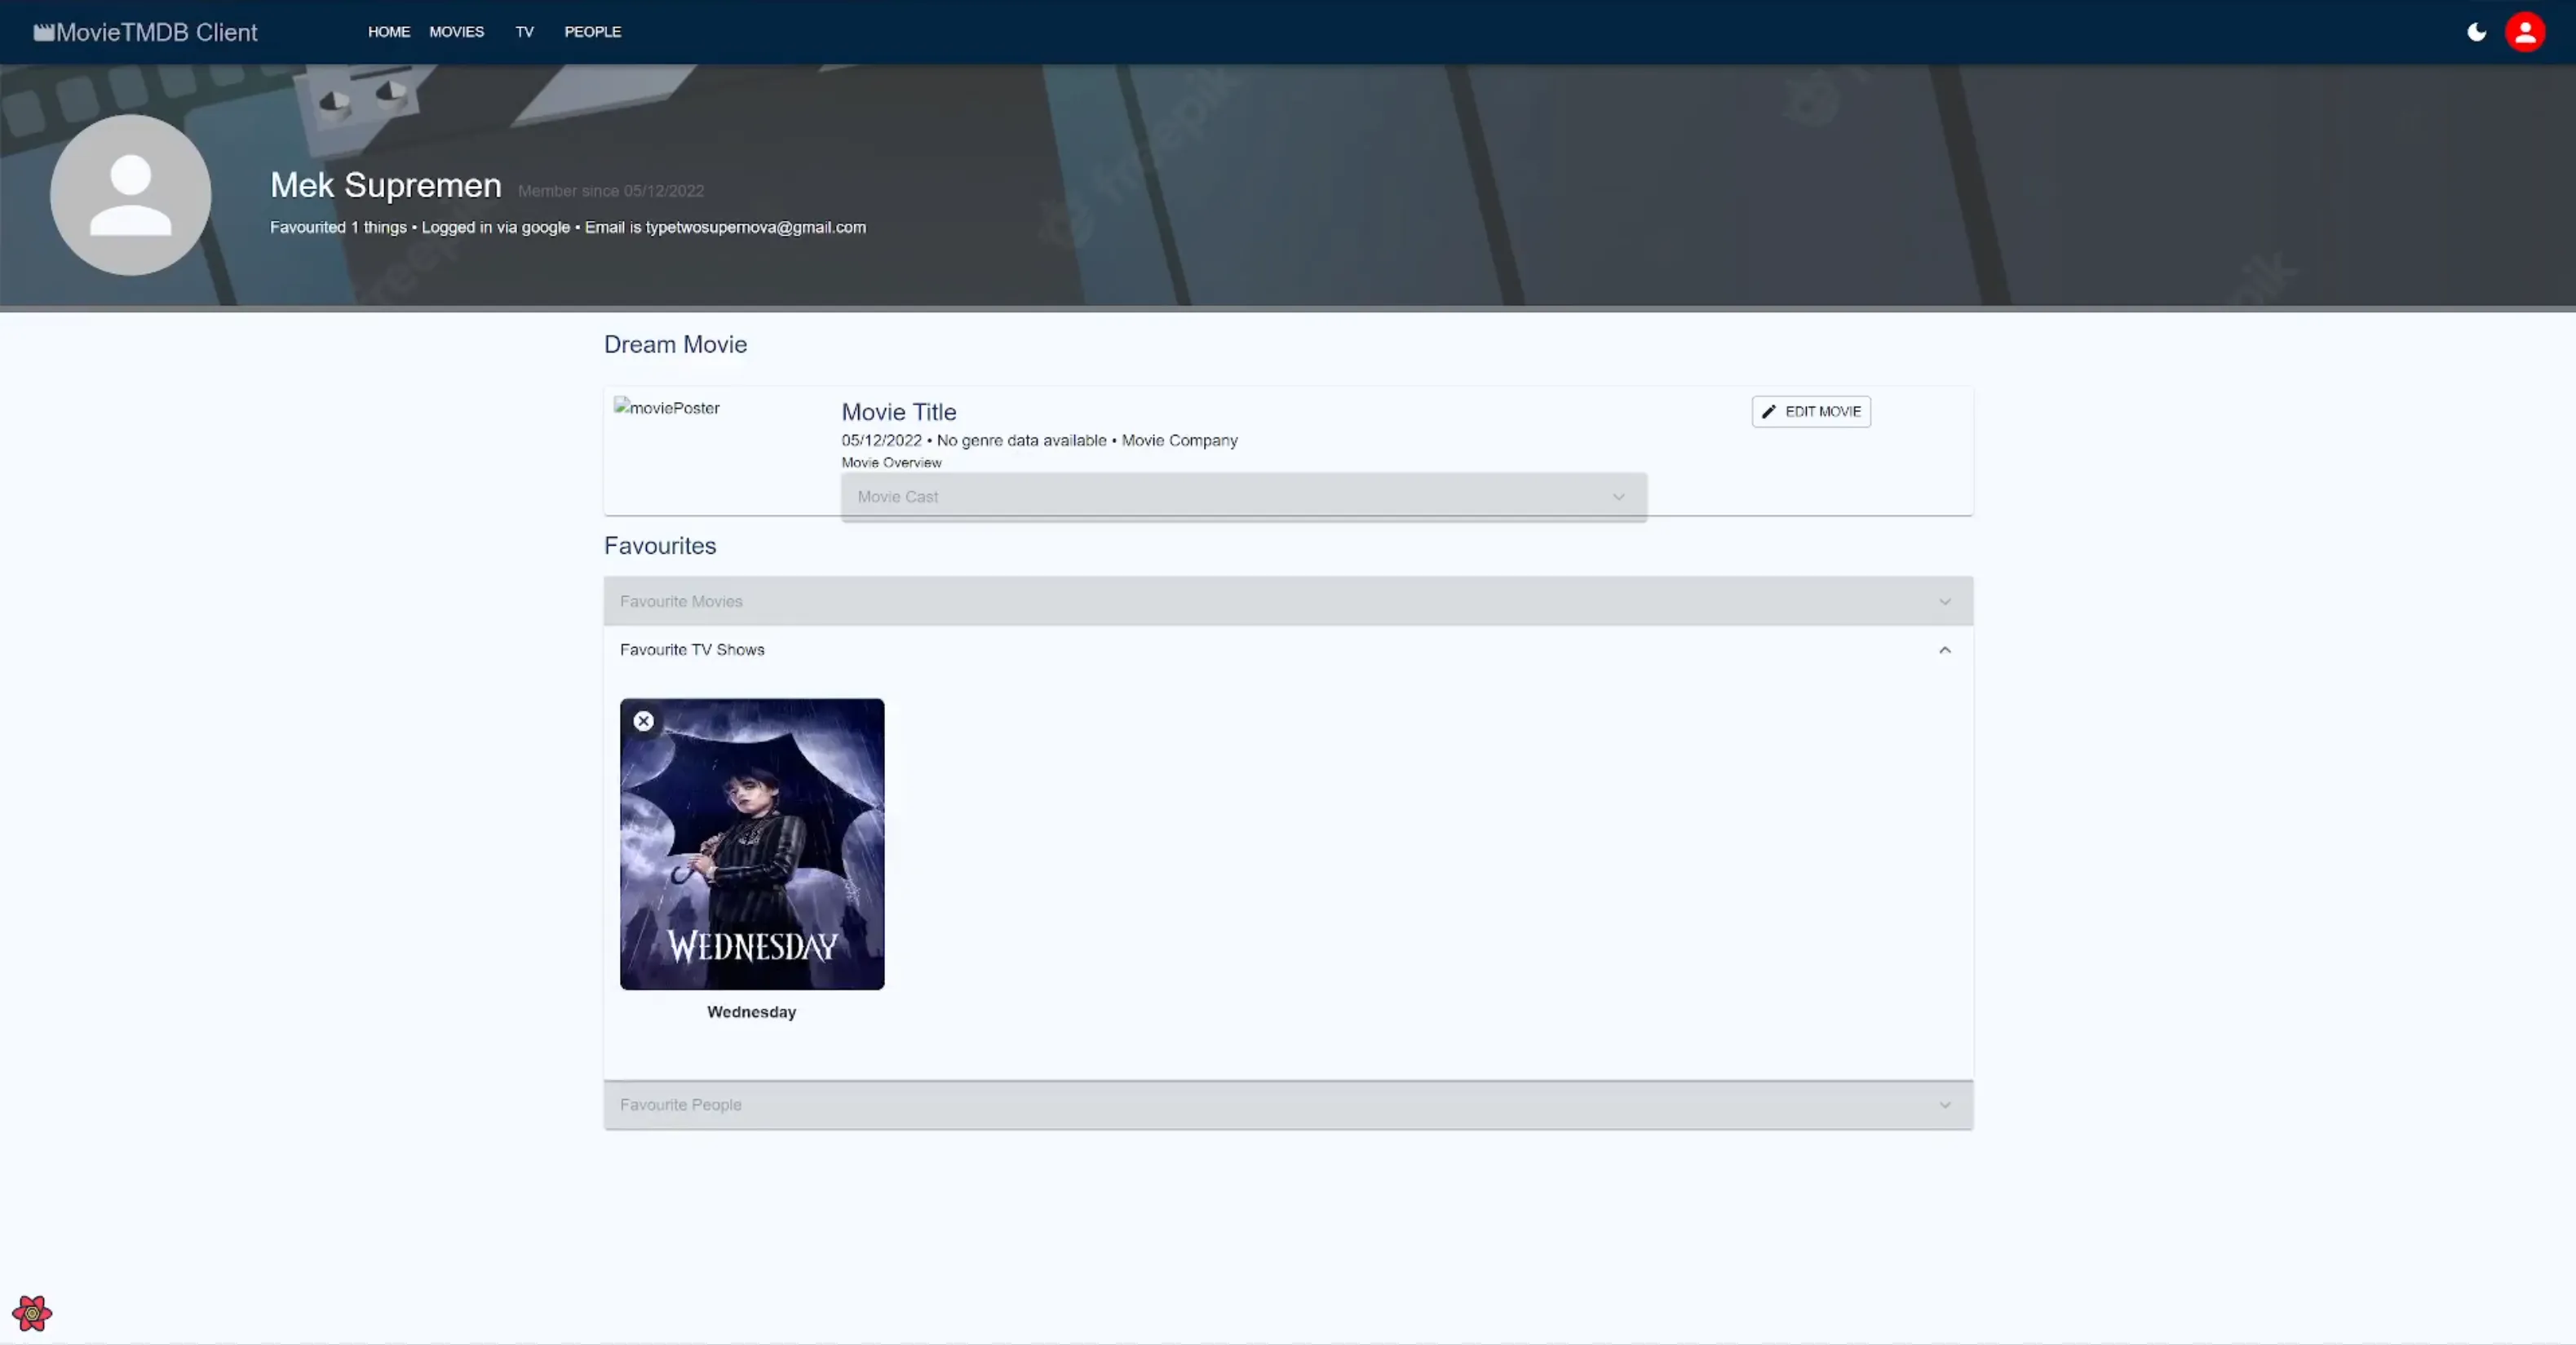 MovieTMDB Client
HOME MOVIES TV PEOPLE
Mek Supremen Member since 05/12/2022
Favourited 1 things • Logged in via google • Email is typetwosupernova@gmail.com
freepik
freepik
Dream Movie
moviePoster
Movie Title
EDIT MOVIE
05/12/2022 • No genre data available • Movie Company
Movie Overview
Movie Cast
Favourites
Favourite Movies
Favourite TV Shows
WEDNESDAY
Wednesday
Favourite People